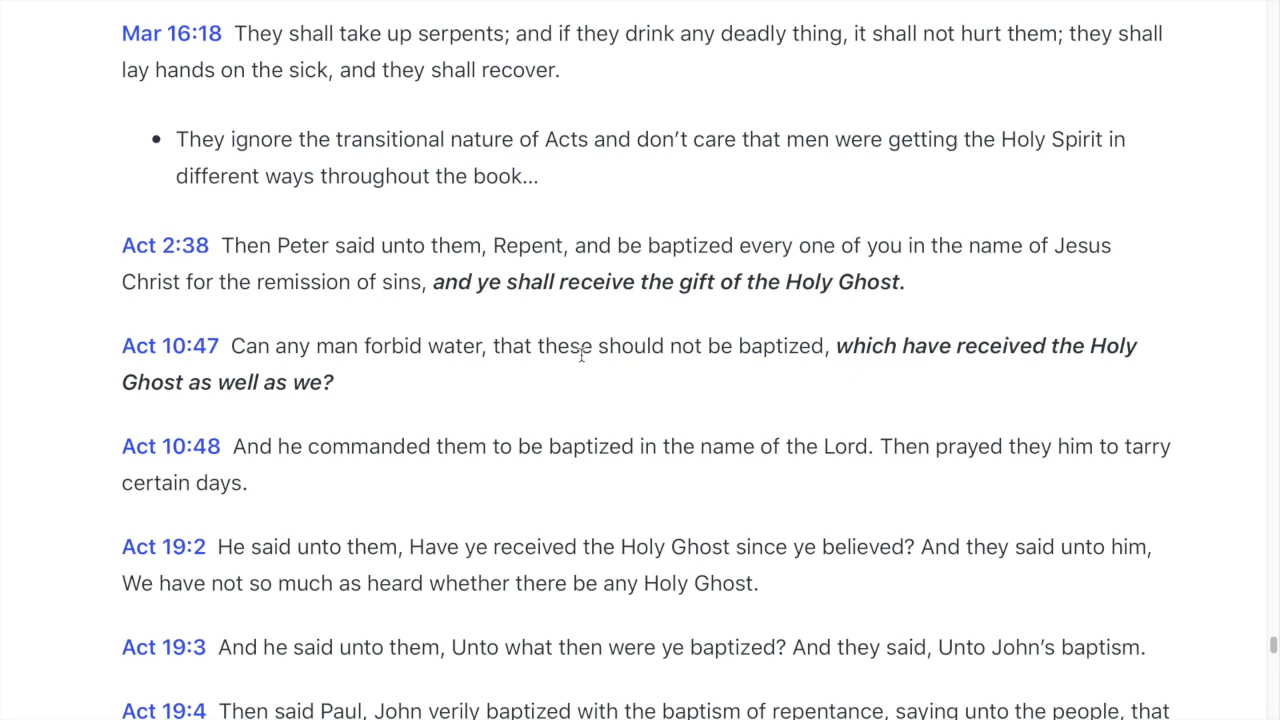 Mar 16:18 They shall take up serpents; and if they drink any deadly thing, it shall not hurt them; they shall
lay hands on the sick, and they shall recover.
• They ignore the transitional nature of Acts and don’t care that men were getting the Holy Spirit in
different ways throughout the book...
Act 2:38 Then Peter said unto them, Repent, and be baptized every one of you in the name of Jesus
Christ for the remission of sins, and ye shall receive the gift of the Holy Ghost.
Act 10:47 Can any man forbid water, that these should not be baptized, which have received the Holy
Ghost as well as we?
Act 10:48 And he commanded them to be baptized in the name of the Lord. Then prayed they him to tarry
certain days.
Act 19:2 He said unto them, Have ye received the Holy Ghost since ye believed? And they said unto him,
We have not so much as heard whether there be any Holy Ghost.
Act 19:3 And he said unto them, Unto what then were ye baptized? And they said, Unto John’s baptism.
Act 19:4 Then said Paul, John verily baptized with the baptism of repentance, saying unto the people, that